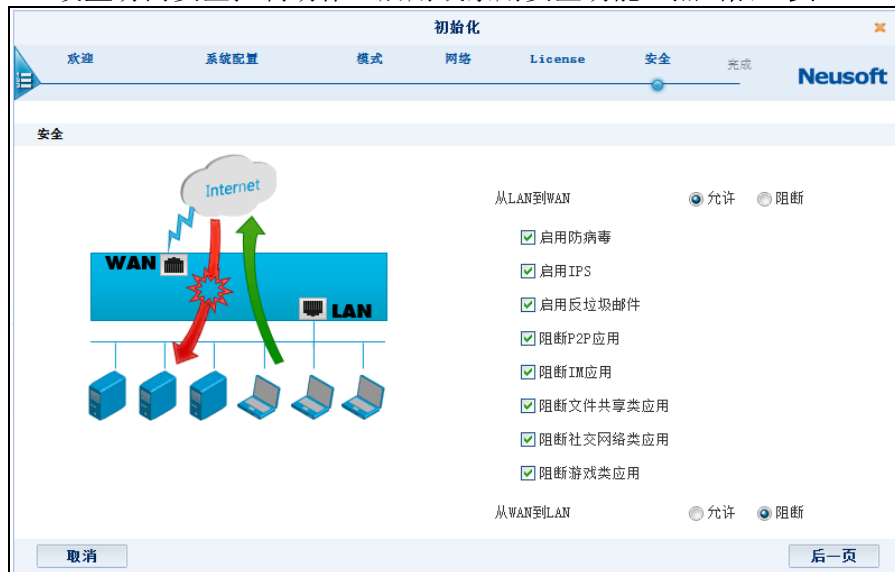 初始化
欢迎 系统配置 模式 网络 License 安全 完成
Neusoft
安全
Internet
WAN
LAN
从LAN到WAN 允许 阻断
启用防病毒
启用IPS
启用反垃圾邮件
阻断P2P应用
阻断IM应用
阻断文件共享类应用
阻断社交网络类应用
阻断游戏类应用
从WAN到LAN 允许 阻断
取消 后一页